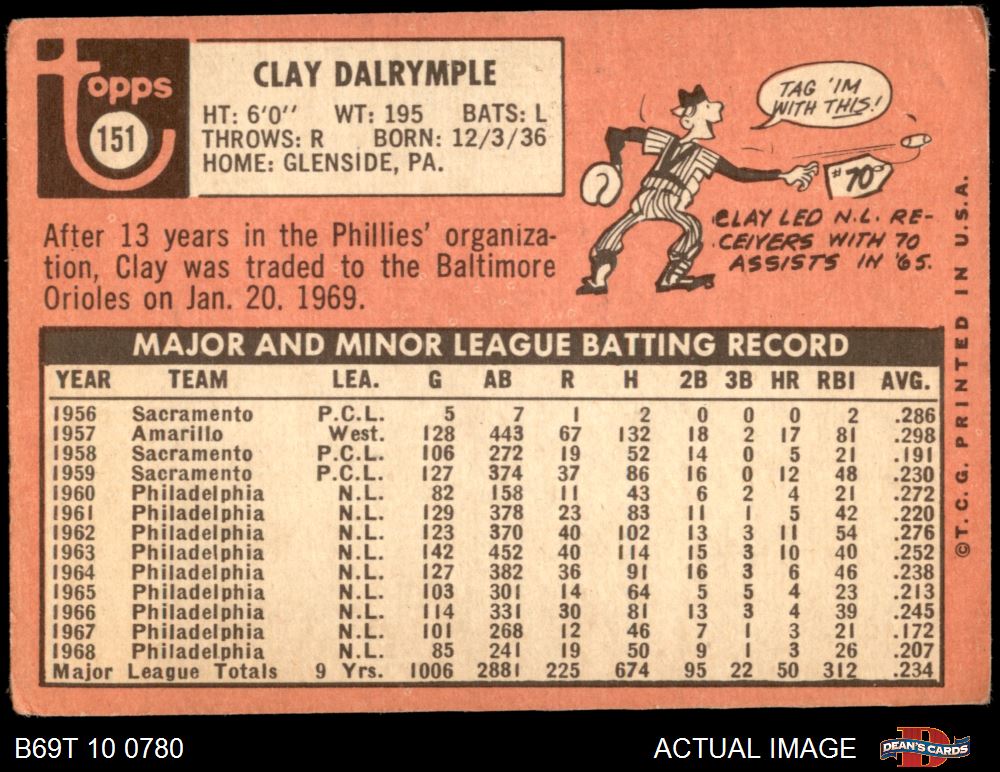 Topps
151
CLAY DALRYMPLE
HT: 6'0" WT: 195 BATS: L
THROWS: R BORN: 12/3/36
HOME: GLENSIDE, PA.
TAG 'IM
WITH THIS!
#70
CLAY LED N.L. RE-
CEIVERS WITH 70
ASSISTS IN '65.
After 13 years in the Phillies' organiza-
tion, Clay was traded to the Baltimore
Orioles on Jan. 20. 1969.
MAJOR AND MINOR LEAGUE BATTING RECORD
YEAR TEAM LEA. G AB R H 2B 3B HR RBI AVG.
1956 Sacramento P.C.L. 5 7 1 2 0 0 0 2 .286
1957 Amarillo West. 128 443 67 132 18 2 17 81 .298
1958 Sacramento P.C.L. 106 272 19 52 14 0 5 21 .191
1959 Sacramento P.C.L. 127 374 37 86 16 0 12 48 .230
1960 Philadelphia N.L. 82 158 11 43 6 2 4 21 .272
1961 Philadelphia N.L. 129 378 23 83 11 1 5 42 .220
1962 Philadelphia N.L. 123 370 40 102 13 3 11 54 .276
1963 Philadelphia N.L. 142 452 40 114 15 3 10 40 .252
1964 Philadelphia N.L. 127 382 36 91 16 3 6 46 .238
1965 Philadelphia N.L. 103 301 14 64 5 5 4 23 .213
1966 Philadelphia N.L. 114 331 30 81 13 3 4 39 .245
1967 Philadelphia N.L. 101 268 12 46 7 1 3 21 .172
1968 Philadelphia N.L. 85 241 19 50 9 1 3 26 .207
Major League Totals 9 Yrs. 1006 2881 225 674 95 22 50 312 .234
©T.C.G. PRINTED IN U.S.A.
B69T 10 0780 ACTUAL IMAGE DEAN'S CARDS